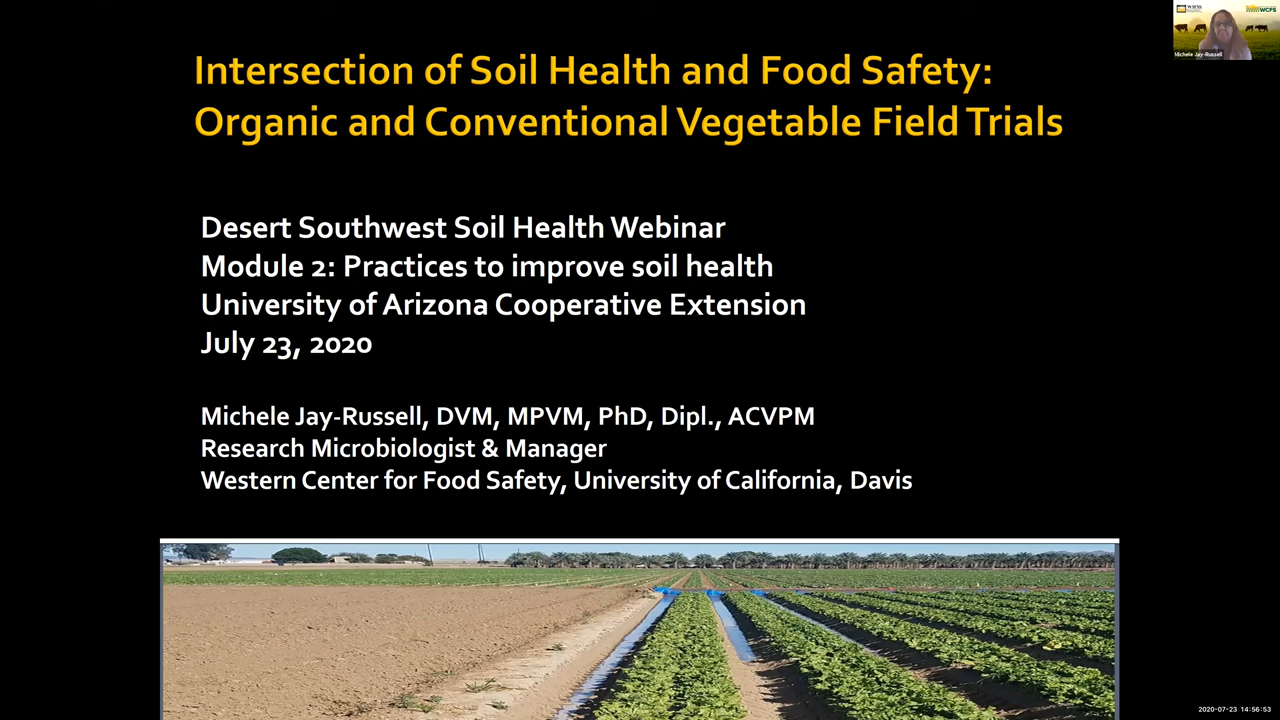 Intersection of Soil Health and Food Safety:
Organic and Conventional Vegetable Field Trials
Desert Southwest Soil Health Webinar
Module 2: Practices to improve soil health
University of Arizona Cooperative Extension
July 23, 2020
Michele Jay-Russell, DVM, MPVM, PhD, Dipl., ACVPM
Research Microbiologist & Manager
Western Center for Food Safety, University of California, Davis
WCFS
Michele Jay-Russell
2020-07-23 14:56:53